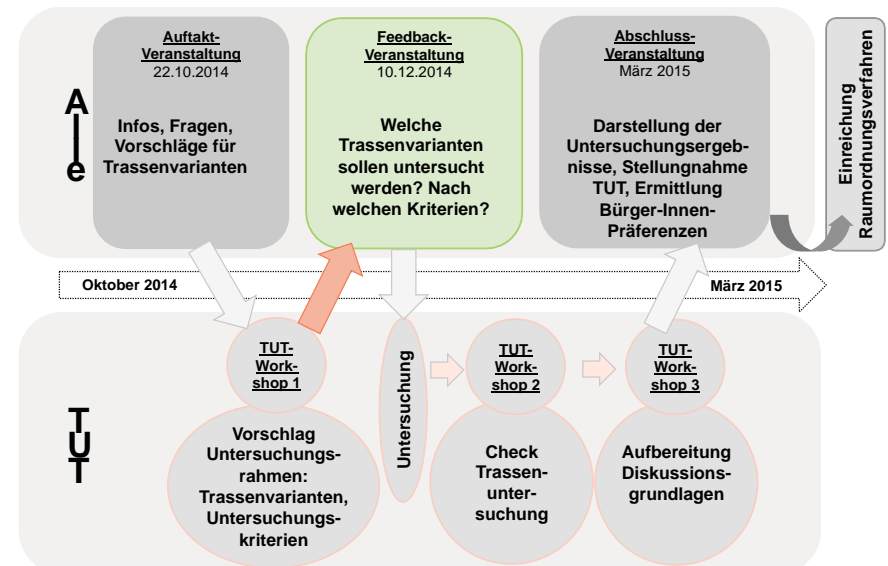 Alle
Auftakt-
Veranstaltung
22.10.2014
Infos, Fragen,
Vorschläge für
Trassenvarianten
Feedback-
Veranstaltung
10.12.2014
Welche
Trassenvarianten
sollen untersucht
werden? Nach
welchen Kriterien?
Abschluss-
Veranstaltung
März 2015
Darstellung der
Untersuchungsergeb-
nisse, Stellungnahme
TUT, Ermittlung
Bürger-Innen-
Präferenzen
Einreichung
Raumordnungsverfahren
Oktober 2014
März 2015
TUT
TUT-
Work-
shop 1
Vorschlag
Untersuchungs-
rahmen:
Trassenvarianten,
Untersuchungs-
kriterien
Untersuchung
TUT-
Work-
shop 2
Check
Trassen-
unter-
suchung
TUT-
Work-
shop 3
Aufbereitung
Diskussions-
grundlagen